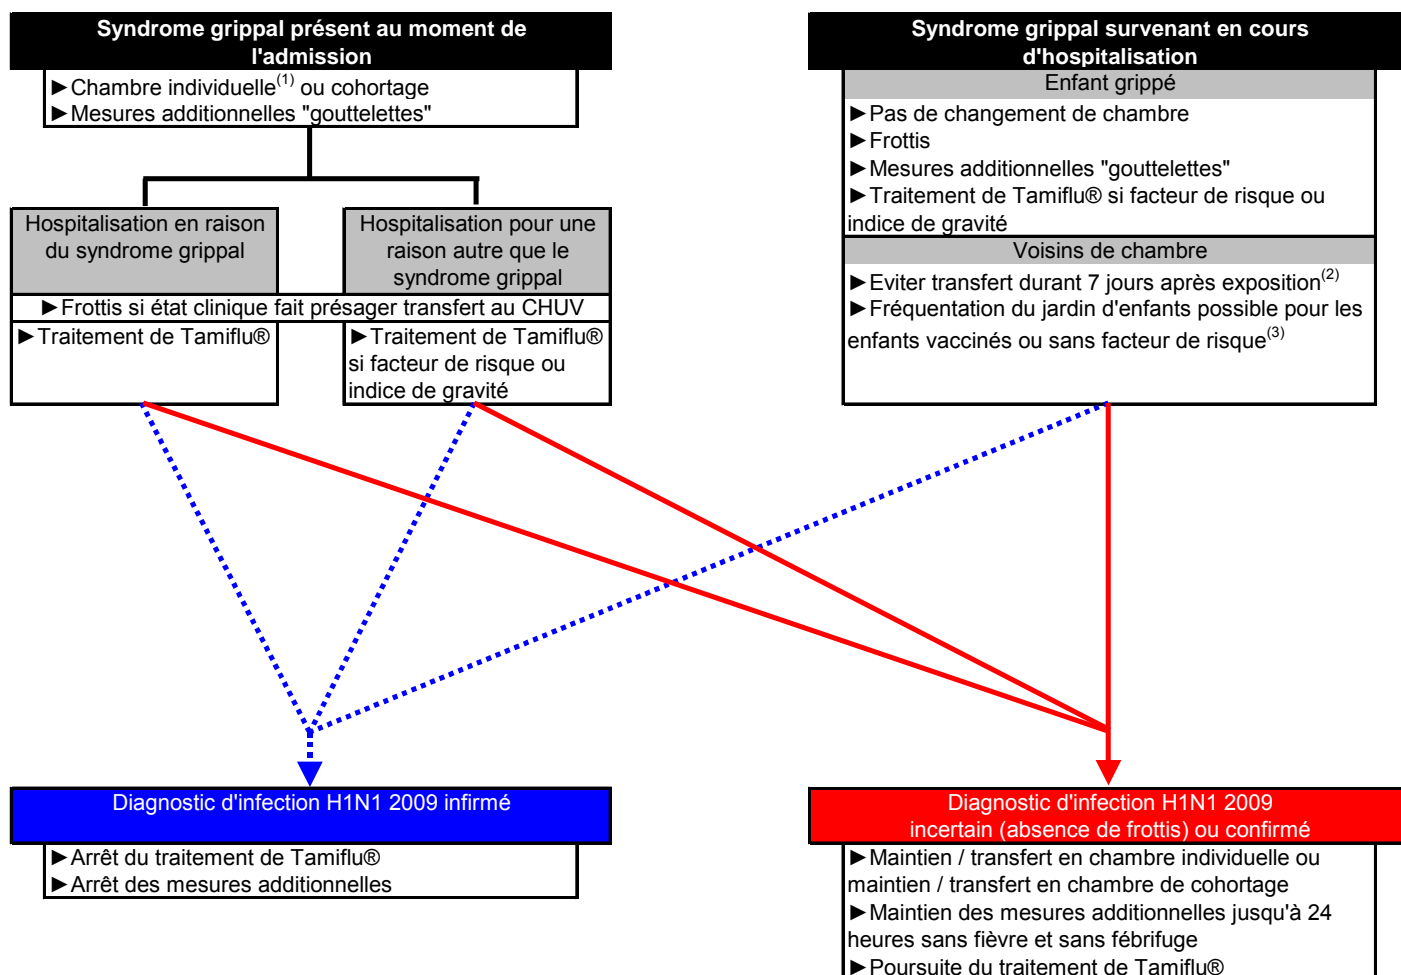 Syndrome grippal présent au moment de
l'admission
►Chambre individuelle(1) ou cohortage
►Mesures additionnelles "gouttelettes"
Hospitalisation en raison
du syndrome grippal
Hospitalisation pour une
raison autre que le
syndrome grippal
►Frottis si état clinique fait présager transfert au CHUV
►Traitement de Tamiflu®
►Traitement de Tamiflu®
si facteur de risque ou
indice de gravité
Syndrome grippal survenant en cours
d'hospitalisation
Enfant grippé
►Pas de changement de chambre
►Frottis
►Mesures additionnelles "gouttelettes"
►Traitement de Tamiflu® si facteur de risque ou
indice de gravité
Voisins de chambre
►Eviter transfert durant 7 jours après exposition(2)
►Fréquentation du jardin d'enfants possible pour les
enfants vaccinés ou sans facteur de risque(3)
Diagnostic d'infection H1N1 2009 infirmé
►Arrêt du traitement de Tamiflu®
►Arrêt des mesures additionnelles
Diagnostic d'infection H1N1 2009
incertain (absence de frottis) ou confirmé
►Maintien / transfert en chambre individuelle ou
maintien / transfert en chambre de cohortage
►Maintien des mesures additionnelles jusqu'à 24
heures sans fièvre et sans fébrifuge
►Poursuite du traitement de Tamiflu®